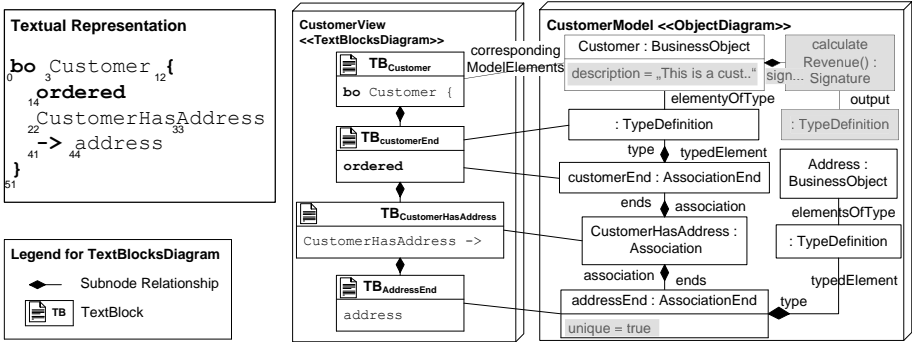 Textual Representation
bo Customer {
0 3 12
ordered
14
CustomerHasAddress
22 33
-> address
41 44
}
51
Legend for TextBlocksDiagram
Subnode Relationship
TB TextBlock
CustomerView
<<TextBlocksDiagram>>
TBCustomer
bo Customer {
TBcustomerEnd
ordered
TBCustomerHasAddress
CustomerHasAddress ->
TBAddressEnd
address
corresponding
ModelElements
CustomerModel <<ObjectDiagram>>
Customer : BusinessObject
description = „This is a cust..“
sign...
calculate
Revenue() :
Signature
output
: TypeDefinition
elementyOfType
: TypeDefinition
type typedElement
customerEnd : AssociationEnd
ends association
CustomerHasAddress :
Association
association ends
addressEnd : AssociationEnd
unique = true
type
Address :
BusinessObject
elementsOfType
: TypeDefinition
typedElement